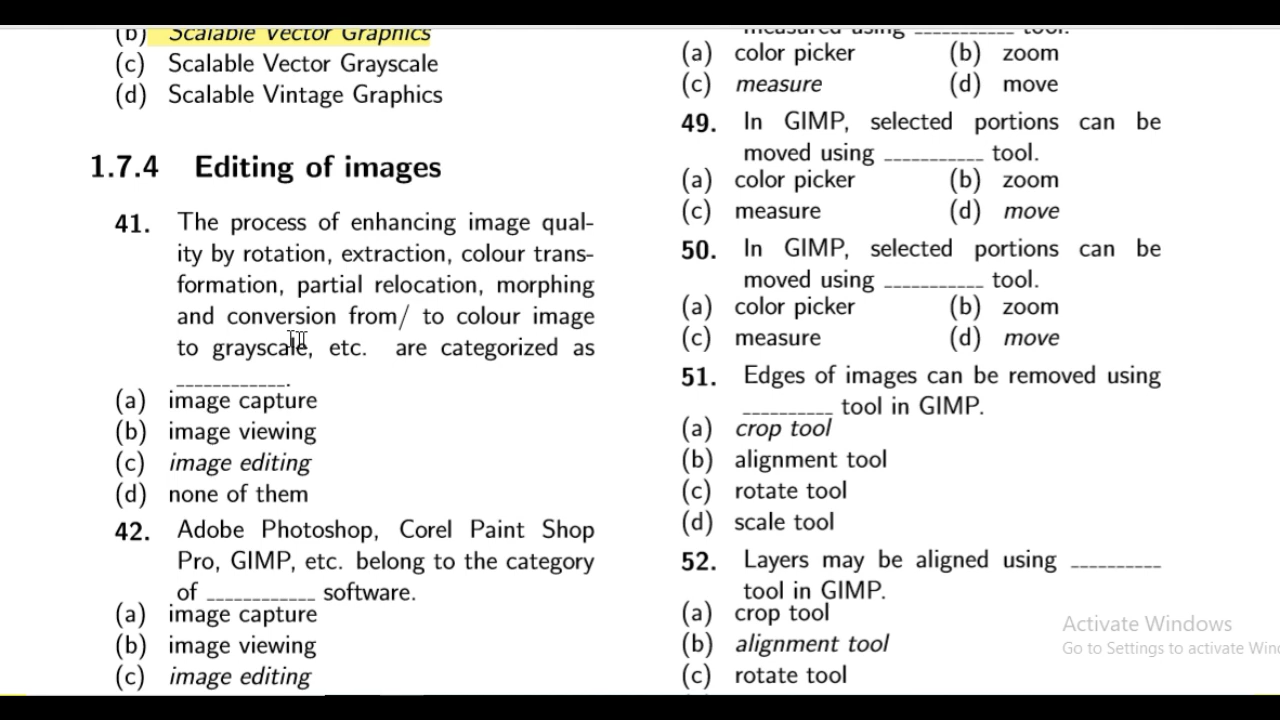 (b) Scalable Vector Graphics
(c) Scalable Vector Grayscale
(d) Scalable Vintage Graphics
1.7.4 Editing of images
41. The process of enhancing image qual-
ity by rotation, extraction, colour trans-
formation, partial relocation, morphing
and conversion from/ to colour image
to grayscale, etc. are categorized as
____________.
(a) image capture
(b) image viewing
(c) image editing
(d) none of them
42. Adobe Photoshop, Corel Paint Shop
Pro, GIMP, etc. belong to the category
of ____________ software.
(a) image capture
(b) image viewing
(c) image editing
measured using ___________ tool.
(a) color picker (b) zoom
(c) measure (d) move
49. In GIMP, selected portions can be
moved using ___________ tool.
(a) color picker (b) zoom
(c) measure (d) move
50. In GIMP, selected portions can be
moved using ___________ tool.
(a) color picker (b) zoom
(c) measure (d) move
51. Edges of images can be removed using
__________ tool in GIMP.
(a) crop tool
(b) alignment tool
(c) rotate tool
(d) scale tool
52. Layers may be aligned using __________
tool in GIMP.
(a) crop tool
(b) alignment tool
(c) rotate tool
Activate Windows
Go to Settings to activate Win